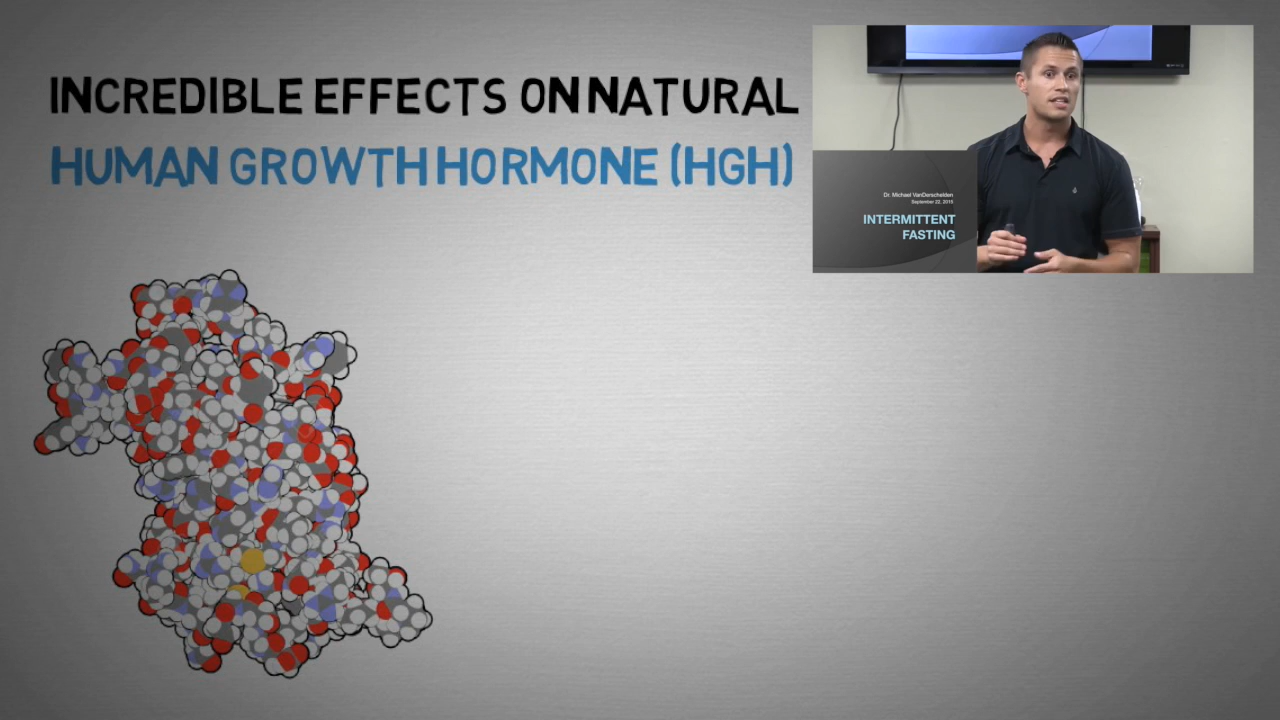 INCREDIBLE EFFECTS ON NATURAL
HUMAN GROWTH HORMONE (HGH)
Dr. Michael VanDerschelden
September 22, 2015
INTERMITTENT
FASTING